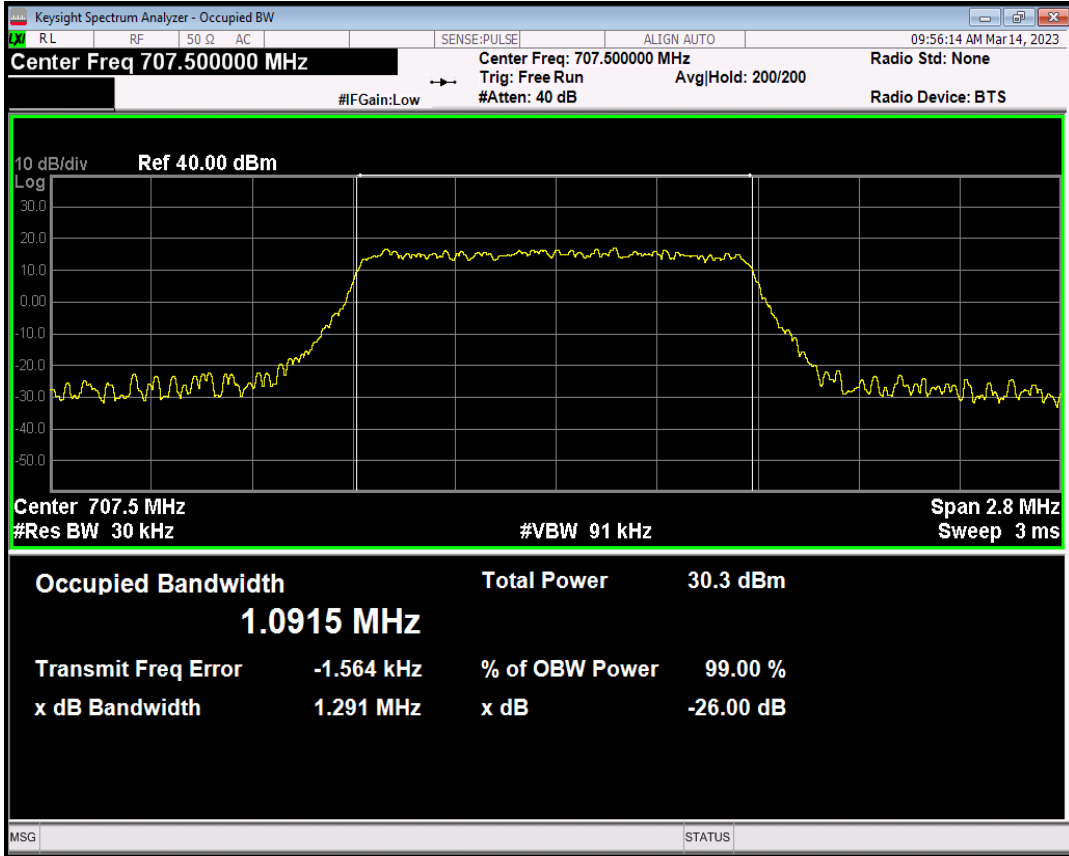 Keysight Spectrum Analyzer - Occupied BW
LXI RL RF 50 Ω AC SENSE:PULSE ALIGN AUTO 09:56:14 AM Mar 14, 2023
Center Freq 707.500000 MHz
Center Freq: 707.500000 MHz
Radio Std: None
Trig: Free Run Avg|Hold: 200/200
#IFGain:Low #Atten: 40 dB Radio Device: BTS
10 dB/div Ref 40.00 dBm
Log
30.0
20.0
10.0
0.00
-10.0
-20.0
-30.0
-40.0
-50.0
Center 707.5 MHz Span 2.8 MHz
#Res BW 30 kHz #VBW 91 kHz Sweep 3 ms
Occupied Bandwidth Total Power 30.3 dBm
1.0915 MHz
Transmit Freq Error -1.564 kHz % of OBW Power 99.00 %
x dB Bandwidth 1.291 MHz x dB -26.00 dB
MSG STATUS